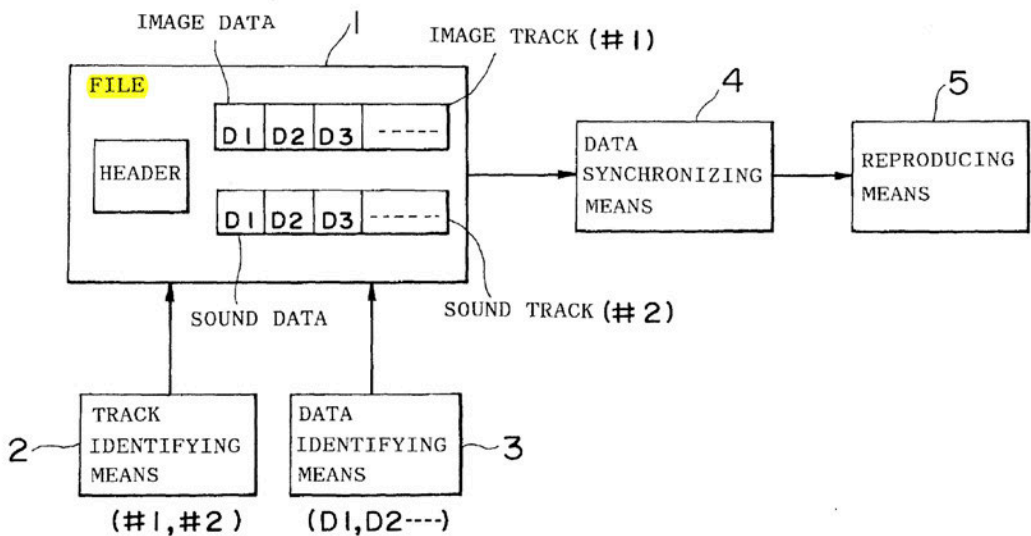 IMAGE DATA
1
IMAGE TRACK (#1)
FILE
D1 D2 D3 -----
HEADER
D1 D2 D3 -----
SOUND DATA
SOUND TRACK (#2)
4
DATA
SYNCHRONIZING
MEANS
5
REPRODUCING
MEANS
2
TRACK
IDENTIFYING
MEANS
(#1,#2)
DATA
IDENTIFYING
MEANS
3
(D1,D2----)